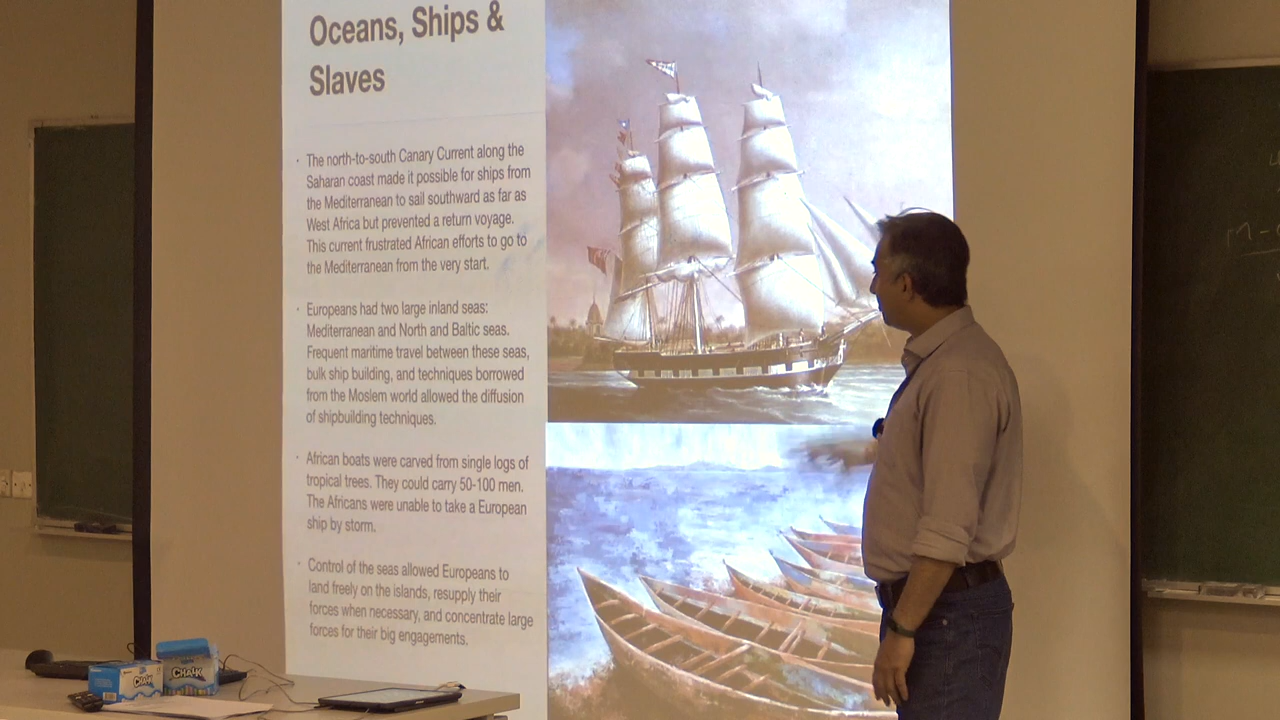 Oceans, Ships &
Slaves
· The north-to-south Canary Current along the
Saharan coast made it possible for ships from
the Mediterranean to sail southward as far as
West Africa but prevented a return voyage.
This current frustrated African efforts to go to
the Mediterranean from the very start.
· Europeans had two large inland seas:
Mediterranean and North and Baltic seas.
Frequent maritime travel between these seas,
bulk ship building, and techniques borrowed
from the Moslem world allowed the diffusion
of shipbuilding techniques.
· African boats were carved from single logs of
tropical trees. They could carry 50-100 men.
The Africans were unable to take a European
ship by storm.
· Control of the seas allowed Europeans to
land freely on the islands, resupply their
forces when necessary, and concentrate large
forces for their big engagements.
CHALK
CHALK